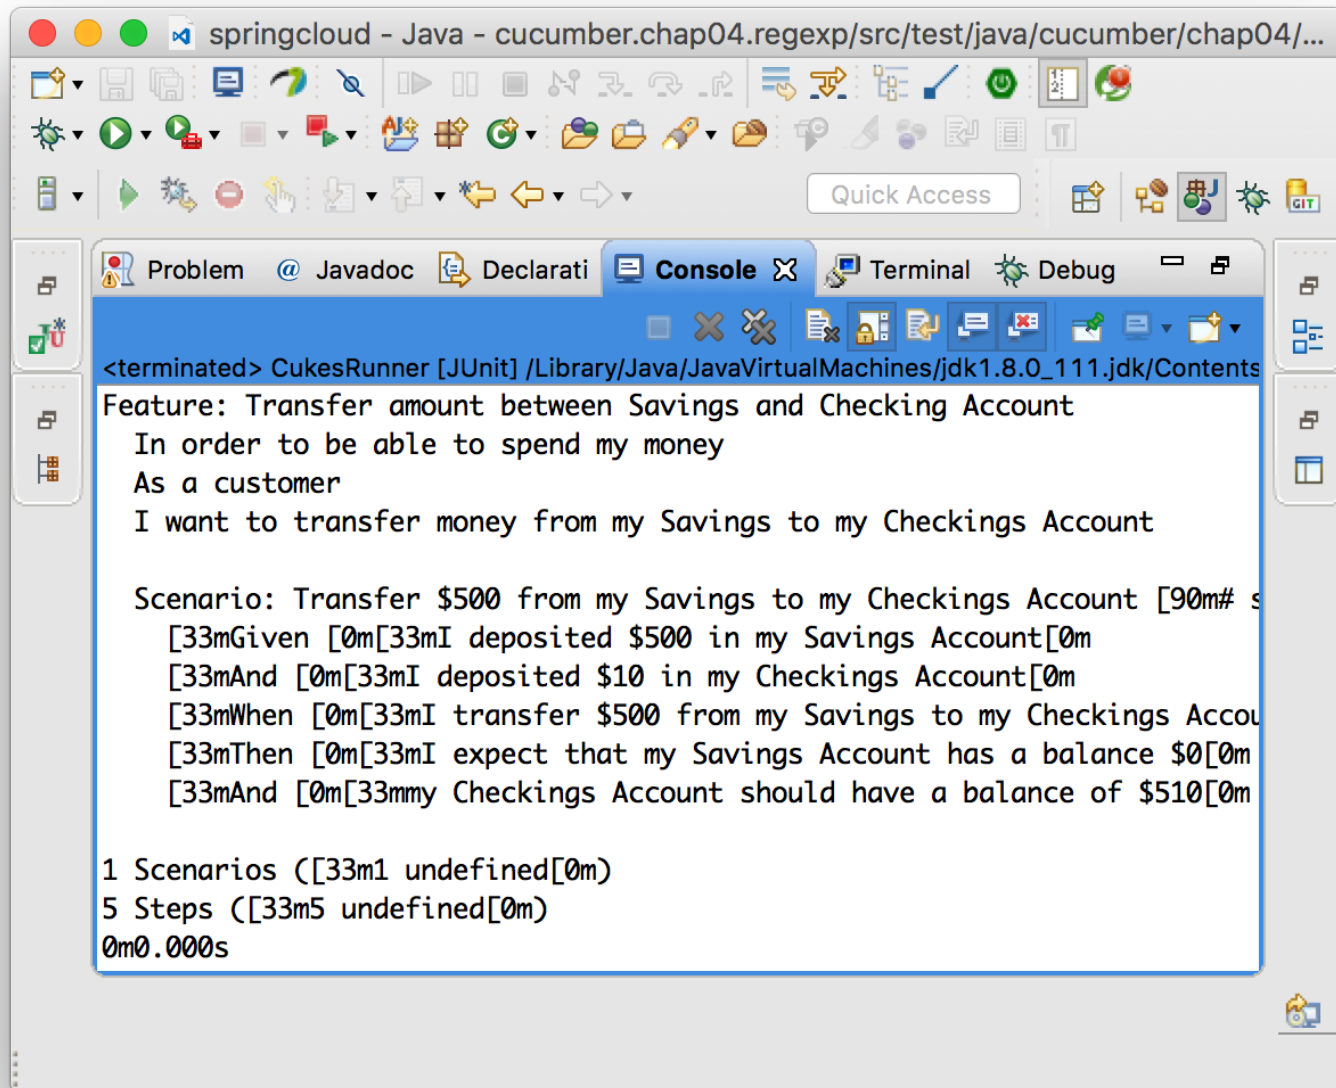 springcloud - Java - cucumber.chap04.regexp/src/test/java/cucumber/chap04/...
Quick Access
Problem @ Javadoc Declarati Console Terminal Debug
<terminated> CukesRunner [JUnit] /Library/Java/JavaVirtualMachines/jdk1.8.0_111.jdk/Contents
Feature: Transfer amount between Savings and Checking Account
In order to be able to spend my money
As a customer
I want to transfer money from my Savings to my Checkings Account
Scenario: Transfer $500 from my Savings to my Checkings Account [90m# s
[33mGiven [0m[33mI deposited $500 in my Savings Account[0m
[33mAnd [0m[33mI deposited $10 in my Checkings Account[0m
[33mWhen [0m[33mI transfer $500 from my Savings to my Checkings Accou
[33mThen [0m[33mI expect that my Savings Account has a balance $0[0m
[33mAnd [0m[33mmy Checkings Account should have a balance of $510[0m
1 Scenarios ([33m1 undefined[0m)
5 Steps ([33m5 undefined[0m)
0m0.000s